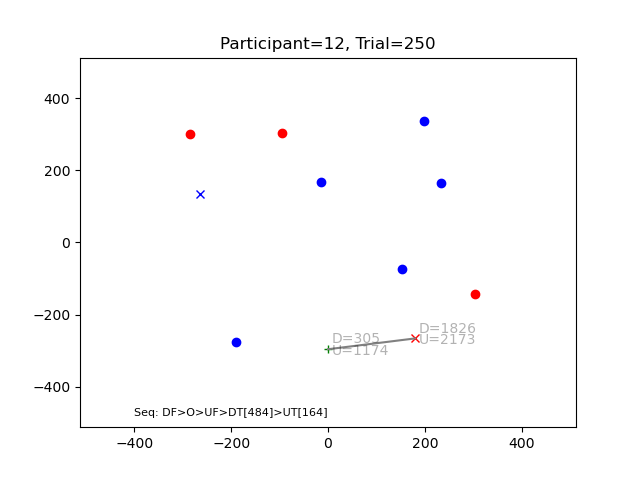 Participant=12, Trial=250
400
200
0
−200
−400
D=305
U=1174
D=1826
U=2173
Seq: DF>O>UF>DT[484]>UT[164]
−400
−200
0
200
400